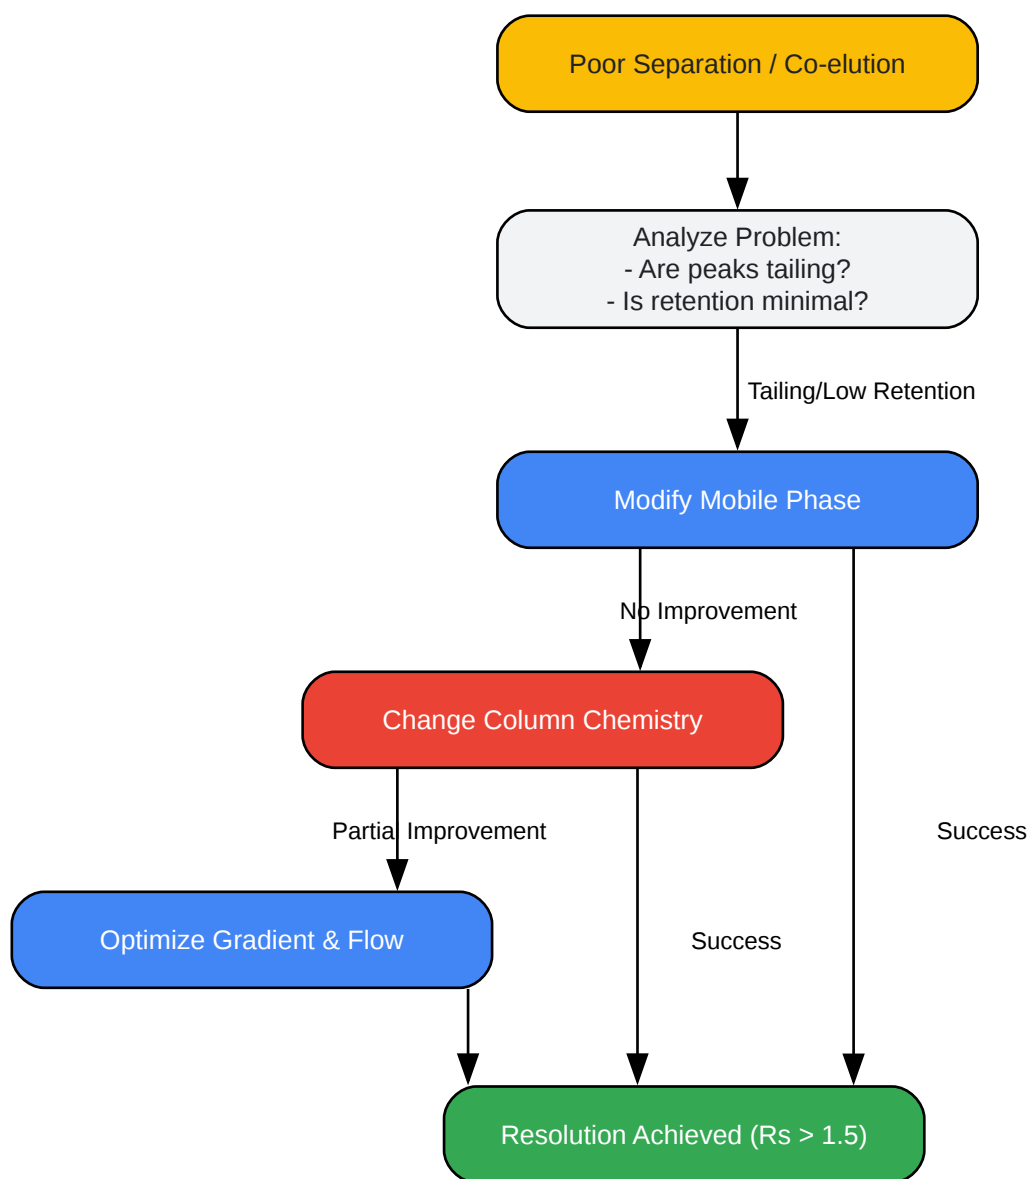 Poor Separation / Co-elution
Analyze Problem:
- Are peaks tailing?
- Is retention minimal?
Tailing/Low Retention
Modify Mobile Phase
No Improvement
Change Column Chemistry
Partial Improvement
Success
Optimize Gradient & Flow
Success
Resolution Achieved (Rs > 1.5)